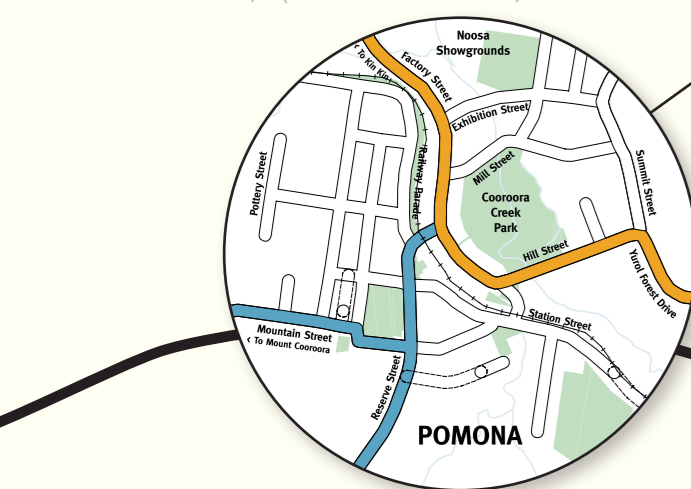 Noosa
Showgrounds
‹ To Kin Kin
Factory Street
Exhibition Street
Railway Parade
Mill Street
Summit Street
Pottery Street
Cooroora
Creek
Park
Hill Street
Yurol Forest Drive
Station Street
Mountain Street
‹ To Mount Cooroora
Reserve Street
POMONA